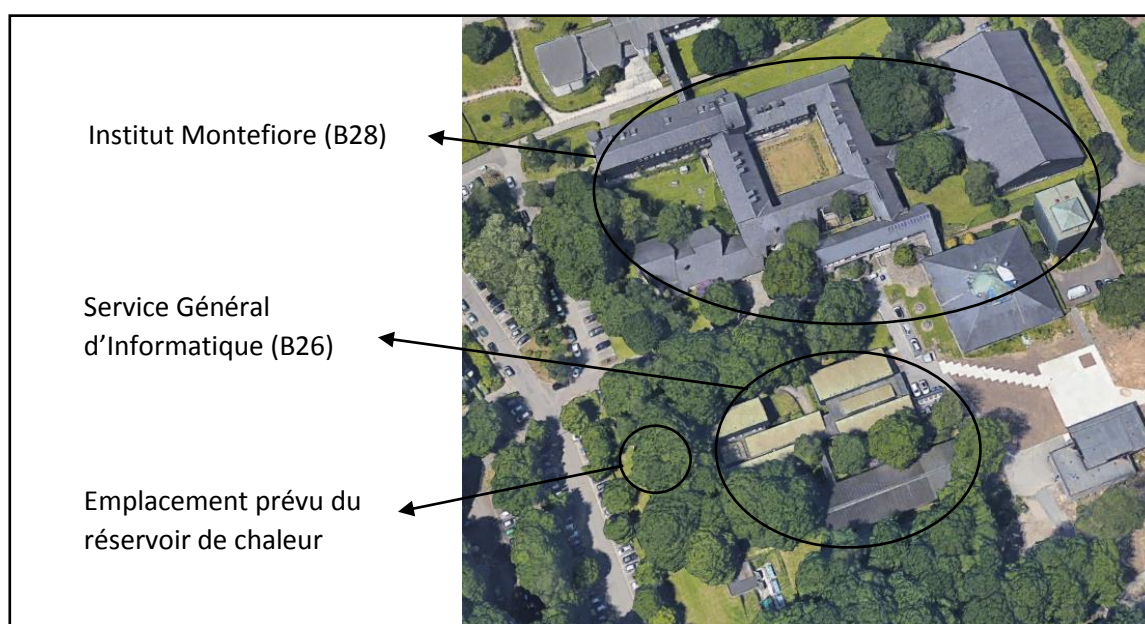 Institut Montefiore (B28)
Service Général
d’Informatique (B26)
Emplacement prévu du
réservoir de chaleur